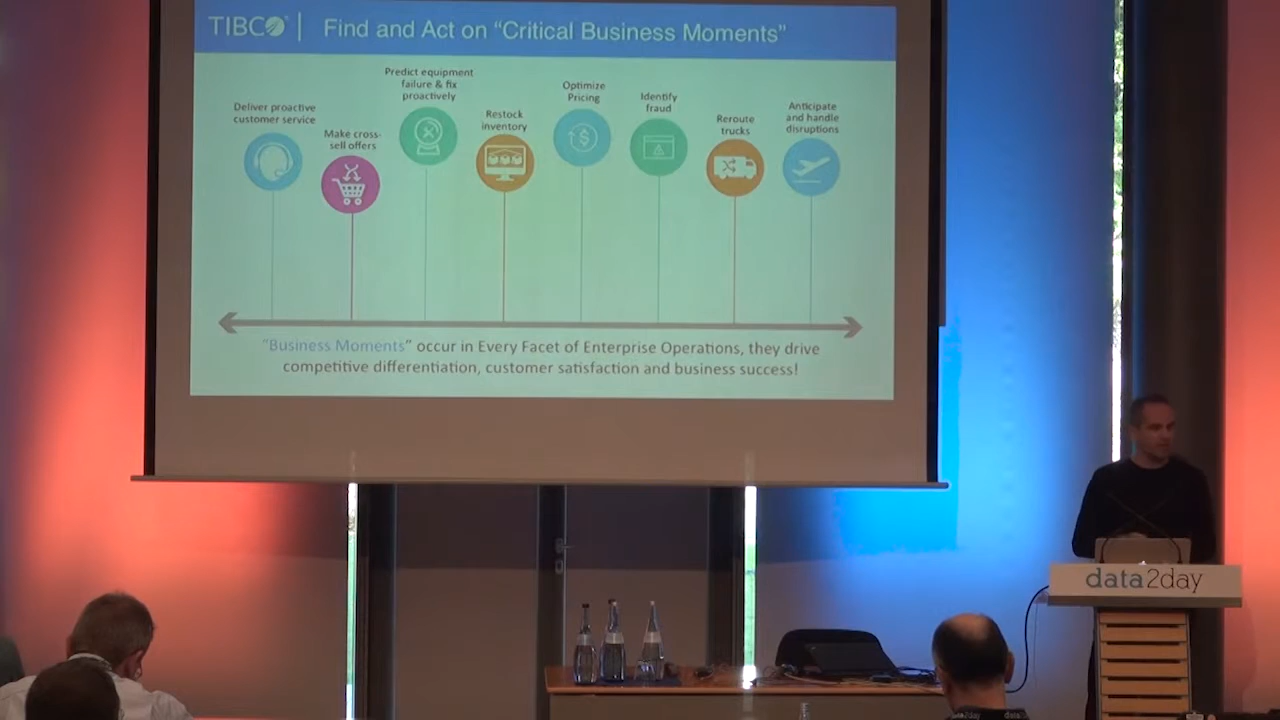 TIBCO | Find and Act on “Critical Business Moments”
Deliver proactive
customer service
Make cross-
sell offers
Predict equipment
failure & fix
proactively
Restock
inventory
Optimize
Pricing
Identify
fraud
Reroute
trucks
Anticipate
and handle
disruptions
“Business Moments” occur in Every Facet of Enterprise Operations, they drive
competitive differentiation, customer satisfaction and business success!
data2day
data2day